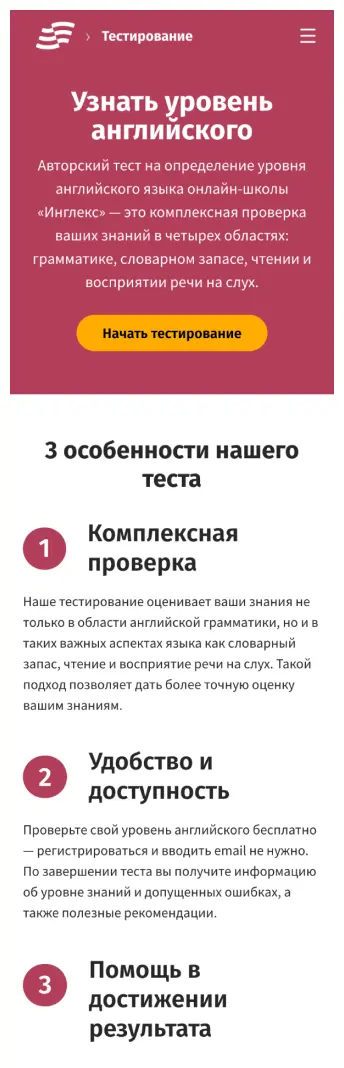 › Тестирование
Узнать уровень
английского
Авторский тест на определение уровня
английского языка онлайн-школы
«Инглекс» — это комплексная проверка
ваших знаний в четырех областях:
грамматике, словарном запасе, чтении и
восприятии речи на слух.
Начать тестирование
3 особенности нашего
теста
1
Комплексная
проверка
Наше тестирование оценивает ваши знания не
только в области английской грамматики, но и в
таких важных аспектах языка как словарный
запас, чтение и восприятие речи на слух. Такой
подход позволяет дать более точную оценку
вашим знаниям.
2
Удобство и
доступность
Проверьте свой уровень английского бесплатно
— регистрироваться и вводить email не нужно.
По завершении теста вы получите информацию
об уровне знаний и допущенных ошибках, а
также полезные рекомендации.
3
Помощь в
достижении
результата